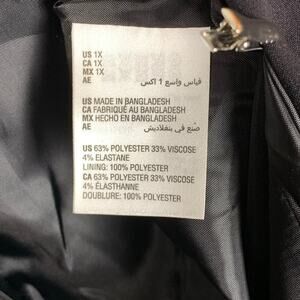 US 1X
CA 1X
MX 1X
AE قياس واسع 1 اكس
US MADE IN BANGLADESH
CA FABRIQUÉ AU BANGLADESH
MX HECHO EN BANGLADESH
AE صنع في بنغلاديش
US 63% POLYESTER 33% VISCOSE
4% ELASTANE
LINING: 100% POLYESTER
CA 63% POLYESTER 33% VISCOSE
4% ÉLASTHANNE
DOUBLURE: 100% POLYESTER